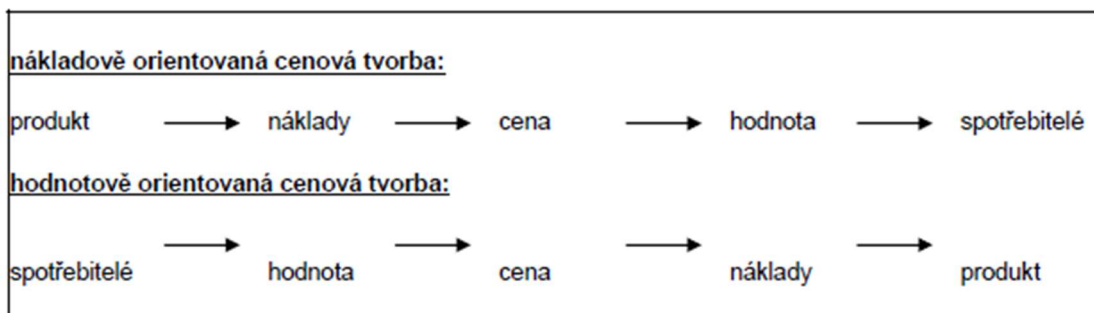 nákladově orientovaná cenová tvorba:
produkt náklady cena hodnota spotřebitelé
hodnotově orientovaná cenová tvorba:
spotřebitelé hodnota cena náklady produkt